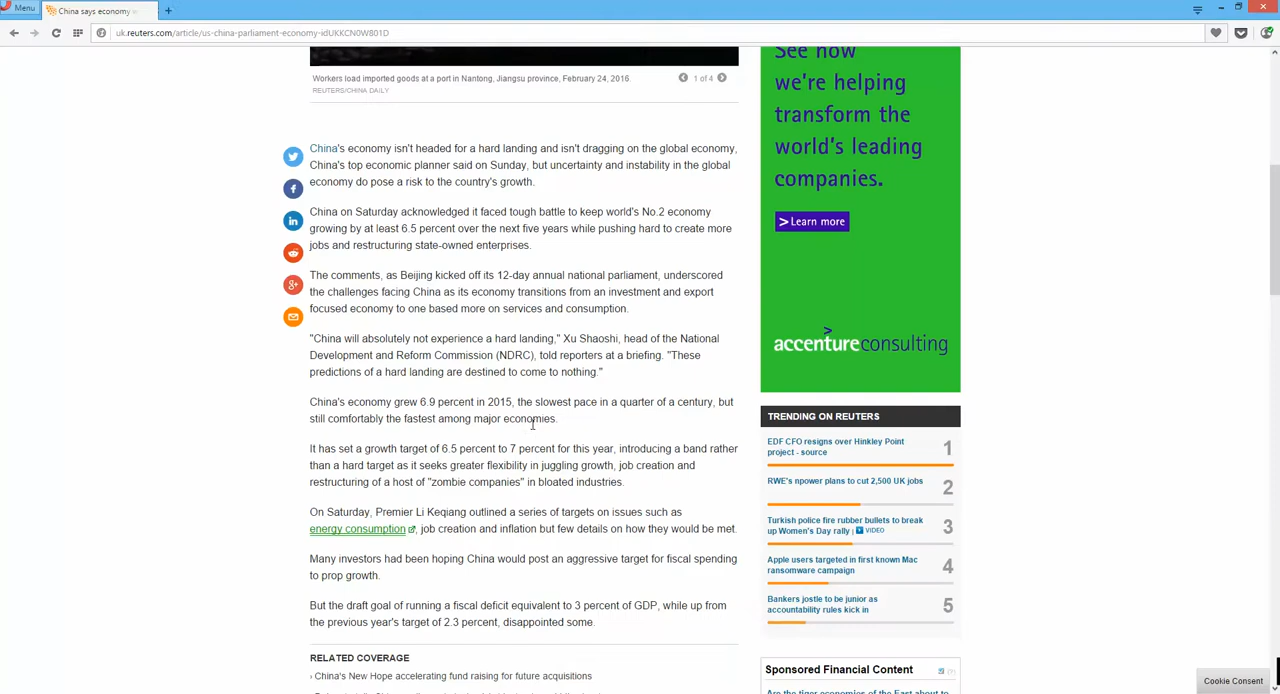 Menu
China says economy
uk.reuters.com/article/us-china-parliament-economy-idUKKCN0W801D
Workers load imported goods at a port in Nantong, Jiangsu province, February 24, 2016.
1 of 4
REUTERS/CHINA DAILY
China's economy isn't headed for a hard landing and isn't dragging on the global economy,
China's top economic planner said on Sunday, but uncertainty and instability in the global
economy do pose a risk to the country's growth.
China on Saturday acknowledged it faced tough battle to keep world's No.2 economy
growing by at least 6.5 percent over the next five years while pushing hard to create more
jobs and restructuring state-owned enterprises.
The comments, as Beijing kicked off its 12-day annual national parliament, underscored
the challenges facing China as its economy transitions from an investment and export
focused economy to one based more on services and consumption.
"China will absolutely not experience a hard landing," Xu Shaoshi, head of the National
Development and Reform Commission (NDRC), told reporters at a briefing. "These
predictions of a hard landing are destined to come to nothing."
China's economy grew 6.9 percent in 2015, the slowest pace in a quarter of a century, but
still comfortably the fastest among major economies.
It has set a growth target of 6.5 percent to 7 percent for this year, introducing a band rather
than a hard target as it seeks greater flexibility in juggling growth, job creation and
restructuring of a host of "zombie companies" in bloated industries.
On Saturday, Premier Li Keqiang outlined a series of targets on issues such as
energy consumption, job creation and inflation but few details on how they would be met.
Many investors had been hoping China would post an aggressive target for fiscal spending
to prop growth.
But the draft goal of running a fiscal deficit equivalent to 3 percent of GDP, while up from
the previous year's target of 2.3 percent, disappointed some.
RELATED COVERAGE
› China's New Hope accelerating fund raising for future acquisitions
See how
we're helping
transform the
world's leading
companies.
> Learn more
accentureconsulting
TRENDING ON REUTERS
EDF CFO resigns over Hinkley Point
project - source
1
RWE's npower plans to cut 2,500 UK jobs
2
Turkish police fire rubber bullets to break
up Women's Day rally | VIDEO
3
Apple users targeted in first known Mac
ransomware campaign
4
Bankers jostle to be junior as
accountability rules kick in
5
Sponsored Financial Content
Are the tiger economies of the East about to
Cookie Consent